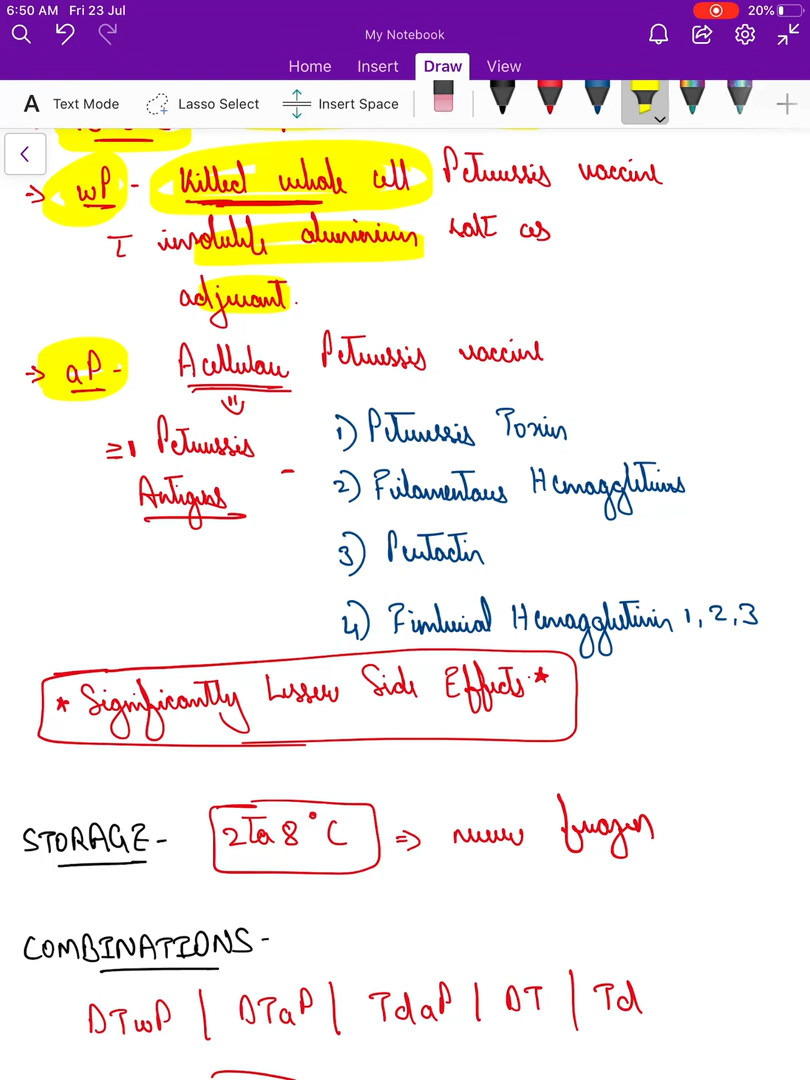 6:50 AM Fri 23 Jul
20%
My Notebook
Home Insert Draw View
A Text Mode Lasso Select Insert Space
→ wP - Killed whole cell Pertussis vaccine
c̄ insoluble aluminium salt as
adjuvant.
→ aP - Acellular Pertussis vaccine
≥1 Pertussis
Antigens -
1) Pertussis Toxin
2) Filamentous Hemagglutinins
3) Pertactin
4) Fimbrial Hemagglutinin 1, 2, 3
* Significantly Lesser Side Effects *
STORAGE - 2 To 8°C ⇒ never frozen
COMBINATIONS -
DTwP | DTaP | TdaP | DT | Td